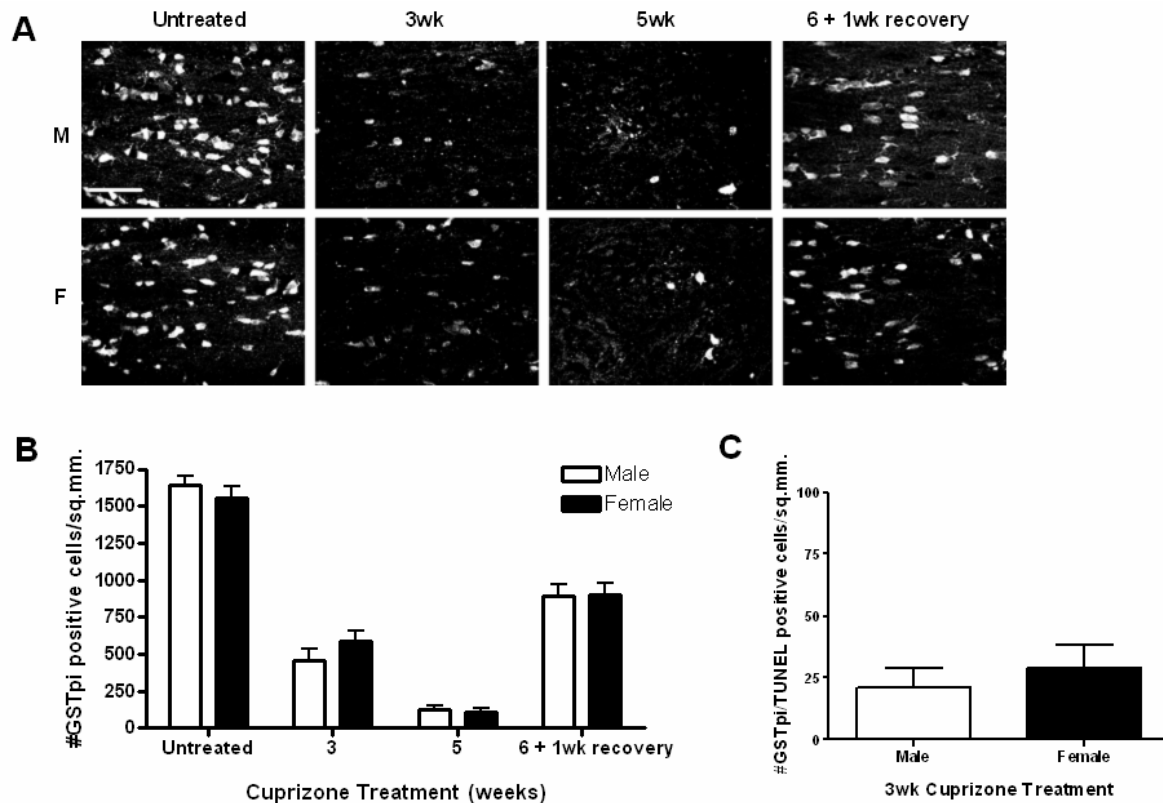 A
Untreated 3wk 5wk 6 + 1wk recovery
M
F
B
#GSTpi positive cells/sq.mm.
1750
1500
1250
1000
750
500
250
0
Male
Female
Untreated 3 5 6 + 1wk recovery
Cuprizone Treatment (weeks)
C
#GSTpi/TUNEL positive cells/sq.mm.
100
75
50
25
0
Male Female
3wk Cuprizone Treatment